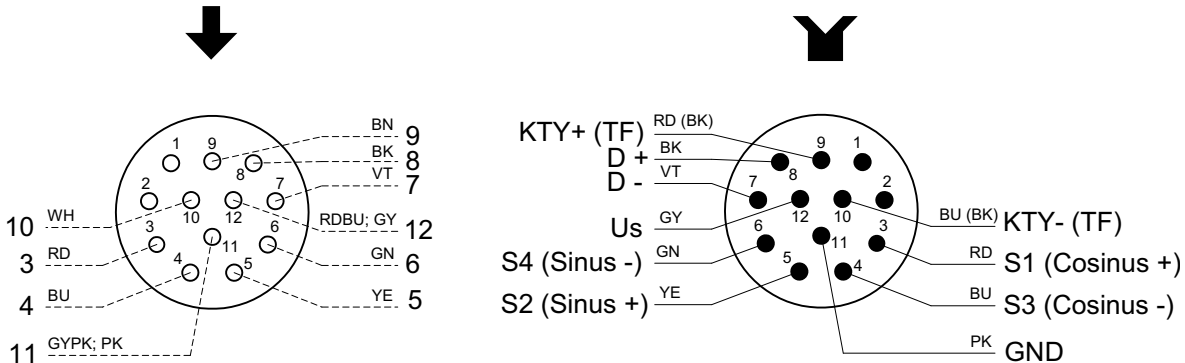 1
9
8
2
7
10
12
3
11
6
4
5
BN 9
BK 8
VT 7
10 WH
RDBU; GY 12
3 RD
GN 6
4 BU
YE 5
11 GYPK; PK
KTY+ (TF) RD (BK)
D + BK
D - VT
Us GY
S4 (Sinus -) GN
S2 (Sinus +) YE
9
1
8
7
2
12
10
6
3
11
5
4
BU (BK) KTY- (TF)
RD S1 (Cosinus +)
BU S3 (Cosinus -)
PK GND